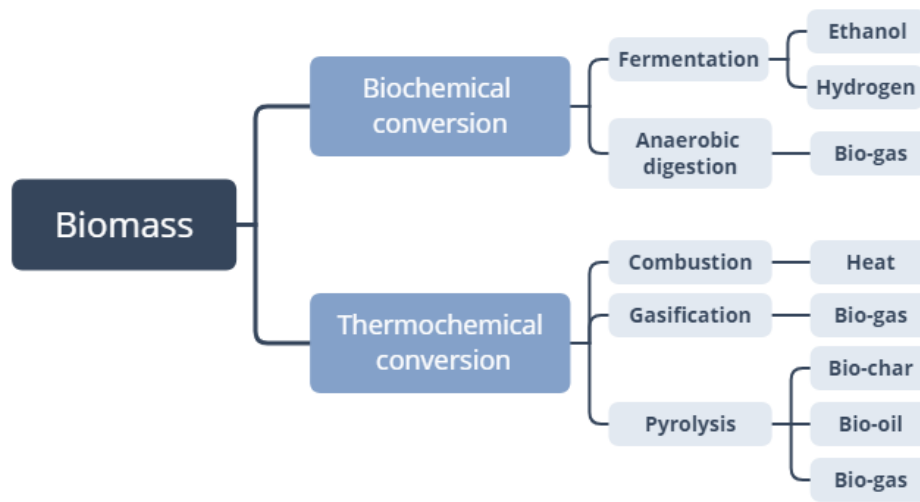 Biomass
Biochemical
conversion
Fermentation
Ethanol
Hydrogen
Anaerobic
digestion
Bio-gas
Thermochemical
conversion
Combustion
Heat
Gasification
Bio-gas
Pyrolysis
Bio-char
Bio-oil
Bio-gas